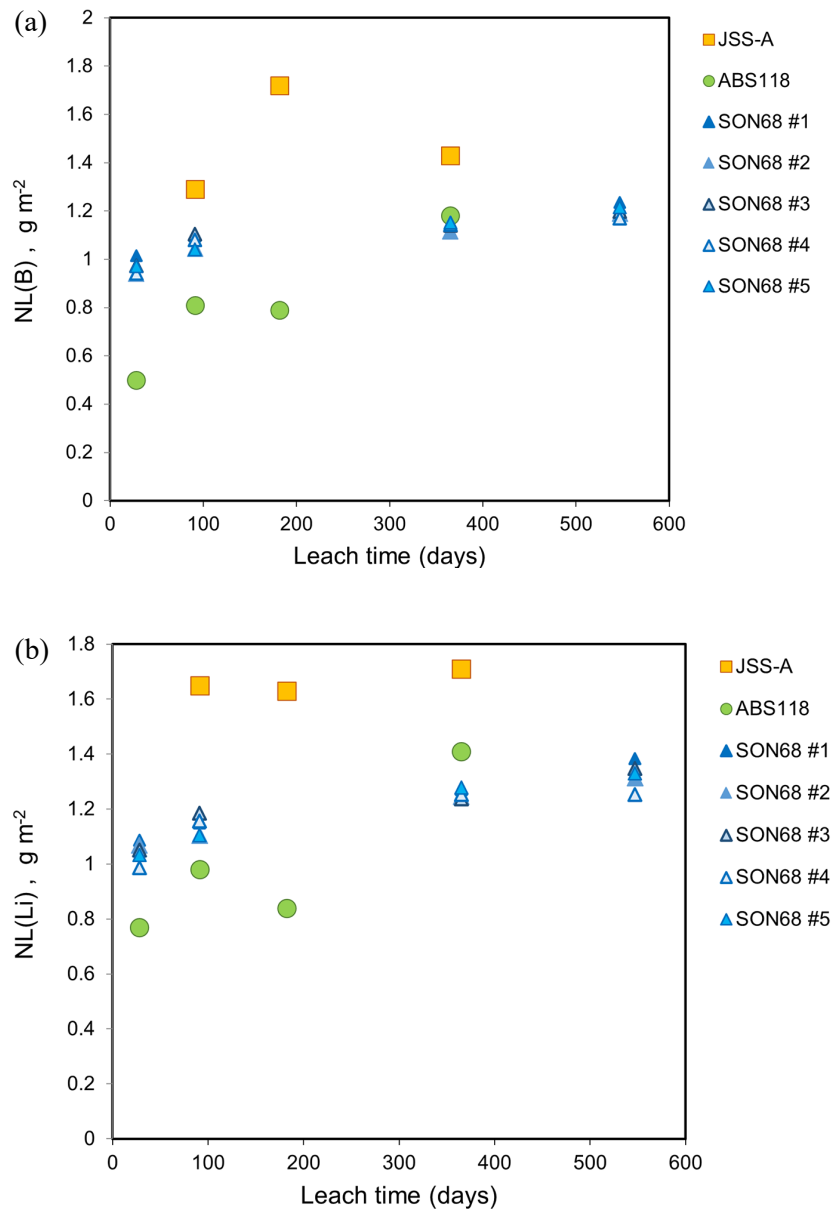 (a)
2
1.8
1.6
1.4
1.2
1
0.8
0.6
0.4
0.2
0
NL(B) , g m-2
0 100 200 300 400 500 600
Leach time (days)
JSS-A
ABS118
SON68 #1
SON68 #2
SON68 #3
SON68 #4
SON68 #5
(b)
1.8
1.6
1.4
1.2
1
0.8
0.6
0.4
0.2
0
NL(Li) , g m-2
0 100 200 300 400 500 600
Leach time (days)
JSS-A
ABS118
SON68 #1
SON68 #2
SON68 #3
SON68 #4
SON68 #5